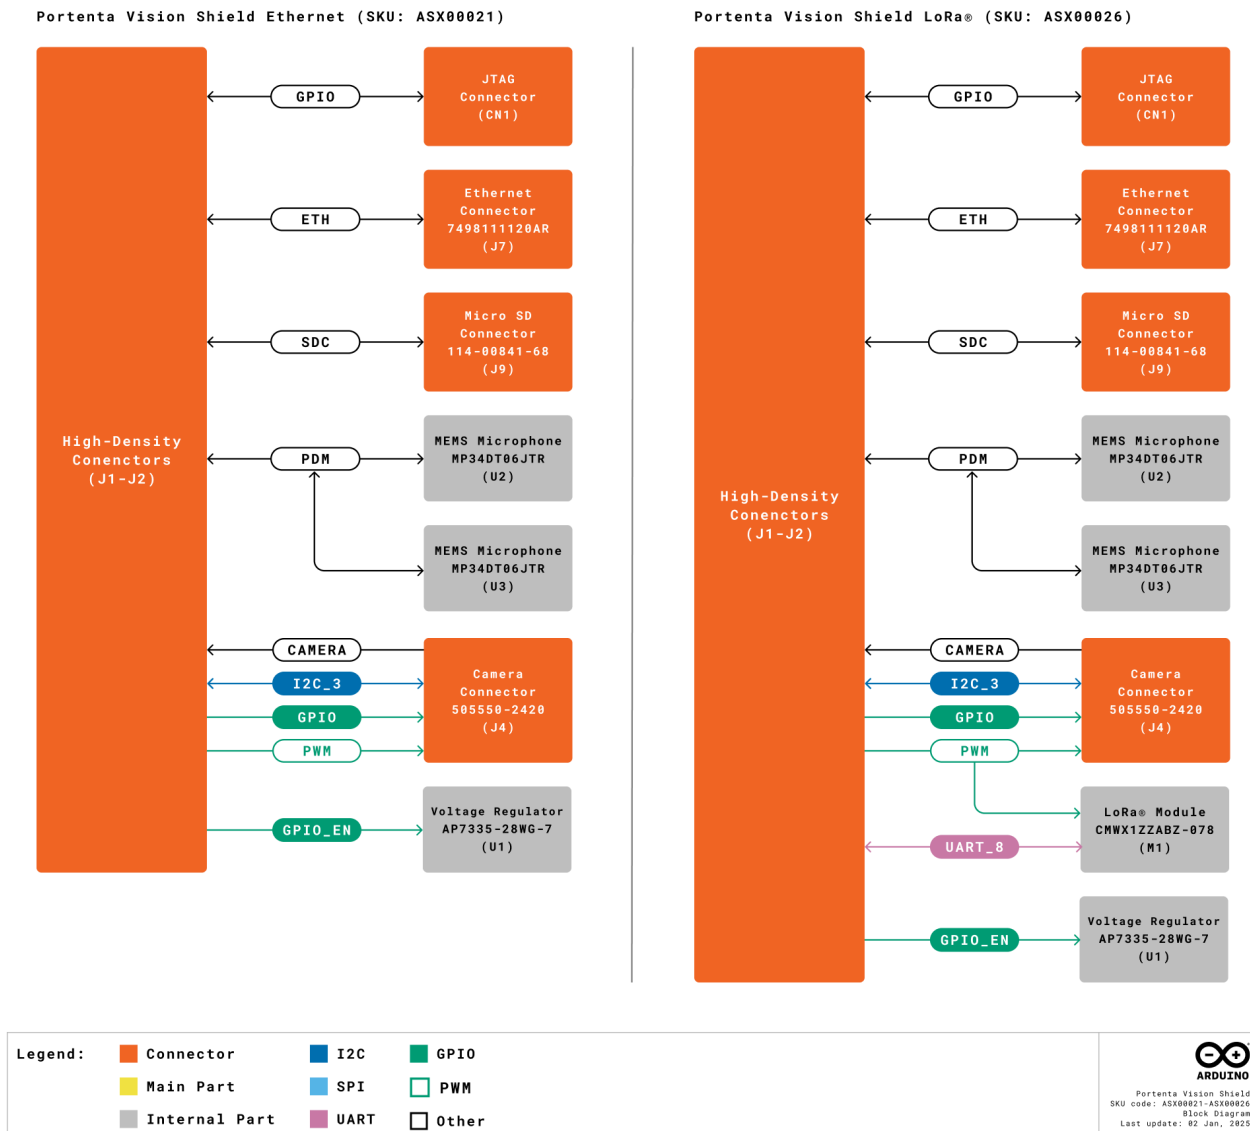 Portenta Vision Shield Ethernet (SKU: ASX00021)
High-Density
Conenctors
(J1-J2)
GPIO
JTAG
Connector
(CN1)
ETH
Ethernet
Connector
7498111120AR
(J7)
SDC
Micro SD
Connector
114-00841-68
(J9)
PDM
MEMS Microphone
MP34DT06JTR
(U2)
MEMS Microphone
MP34DT06JTR
(U3)
CAMERA
I2C_3
GPIO
PWM
Camera
Connector
505550-2420
(J4)
GPIO_EN
Voltage Regulator
AP7335-28WG-7
(U1)
Portenta Vision Shield LoRa® (SKU: ASX00026)
High-Density
Conenctors
(J1-J2)
GPIO
JTAG
Connector
(CN1)
ETH
Ethernet
Connector
7498111120AR
(J7)
SDC
Micro SD
Connector
114-00841-68
(J9)
PDM
MEMS Microphone
MP34DT06JTR
(U2)
MEMS Microphone
MP34DT06JTR
(U3)
CAMERA
I2C_3
GPIO
PWM
Camera
Connector
505550-2420
(J4)
LoRa® Module
CMWX1ZZABZ-078
(M1)
UART_8
GPIO_EN
Voltage Regulator
AP7335-28WG-7
(U1)
Legend:
Connector
Main Part
Internal Part
I2C
SPI
UART
GPIO
PWM
Other
ARDUINO
Portenta Vision Shield
SKU code: ASX00021-ASX00026
Block Diagram
Last update: 02 Jan, 2025